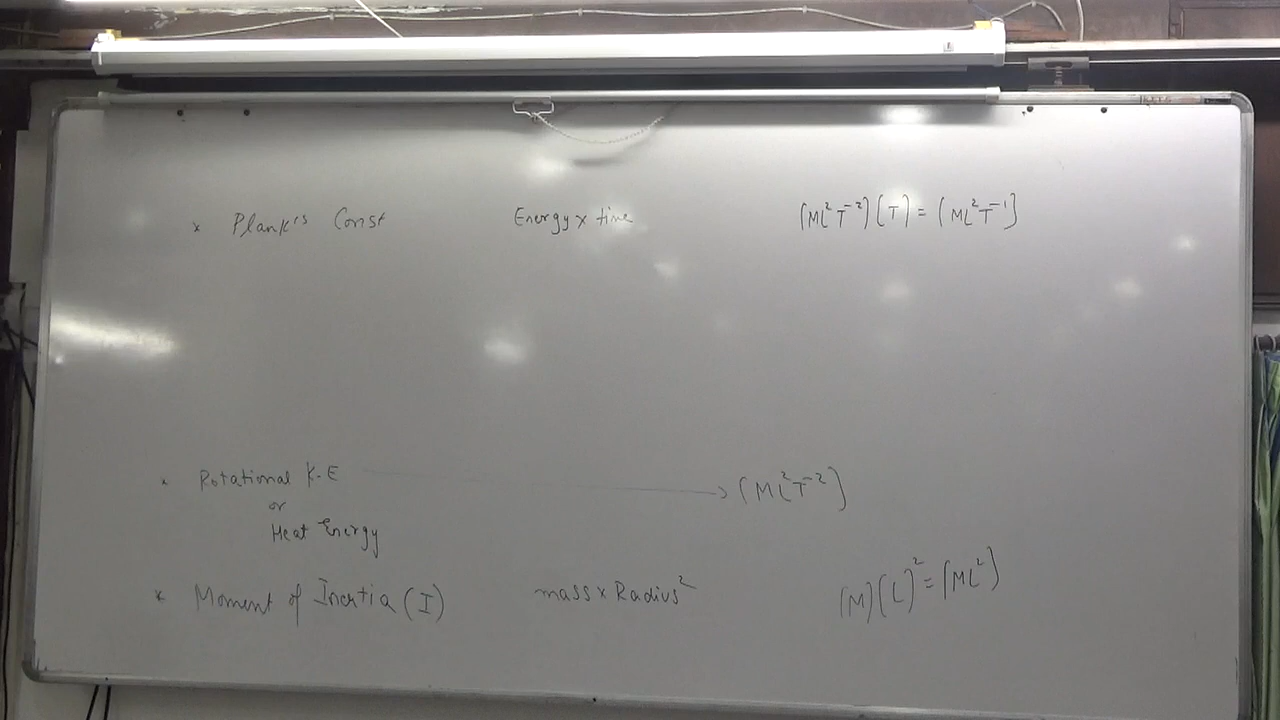 * Plank's Const Energy x time (ML²T⁻²)(T) = (ML²T⁻¹)
* Rotational K.E → (ML²T⁻²)
or
Heat Energy
* Moment of Inertia (I) mass x Radius² (M)(L)² = (ML²)